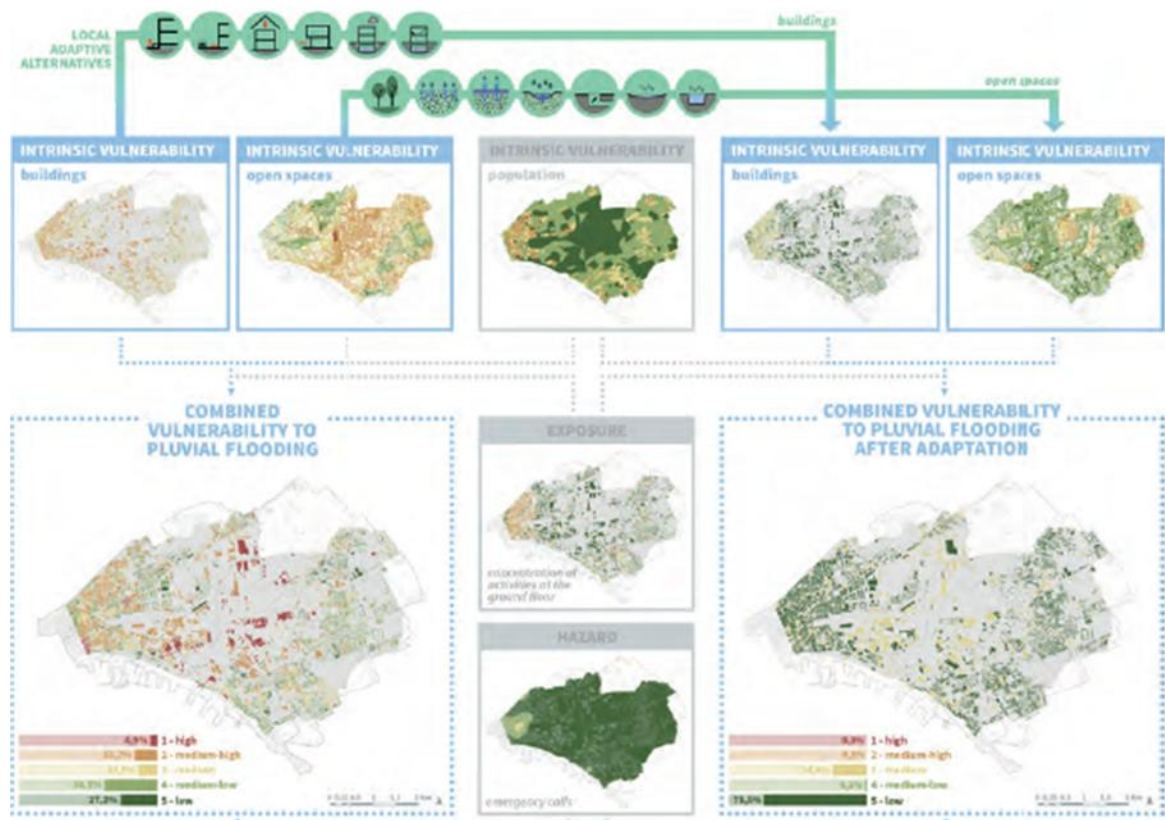 LOCAL
ADAPTIVE
ALTERNATIVES
buildings
open spaces
INTRINSIC VULNERABILITY
buildings
INTRINSIC VULNERABILITY
open spaces
INTRINSIC VULNERABILITY
population
INTRINSIC VULNERABILITY
buildings
INTRINSIC VULNERABILITY
open spaces
COMBINED
VULNERABILITY TO
PLUVIAL FLOODING
4,9% 1 - high
2 - medium-high
3 - medium
4 - medium-low
27,2% 5 - low
EXPOSURE
concentration of
activities at the
ground floor
HAZARD
emergency calls
COMBINED VULNERABILITY
TO PLUVIAL FLOODING
AFTER ADAPTATION
1 - high
2 - medium-high
3 - medium
4 - medium-low
5 - low